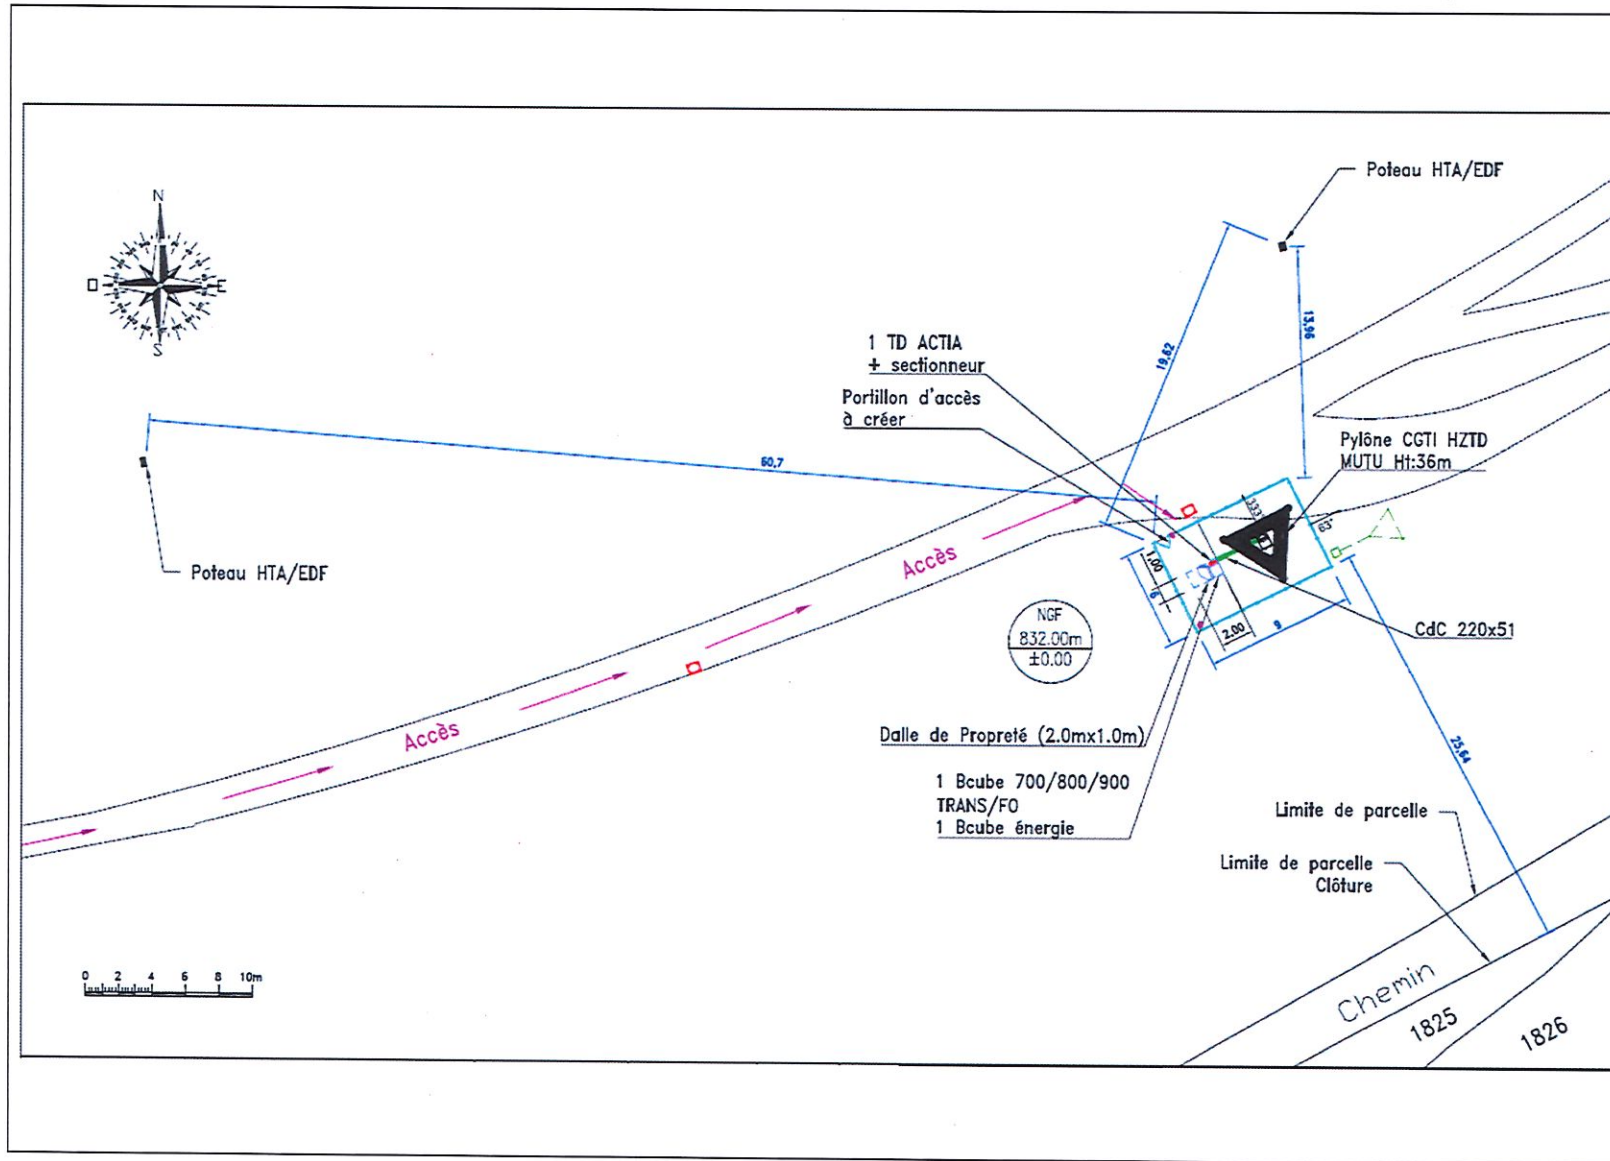 Poteau HTA/EDF
N
O
E
S
13,96
19,62
1 TD ACTIA
+ sectionneur
Portillon d'accès
à créer
Pylône CGTI HZTD
MUTU Ht:36m
60,7
63°
Accès
Poteau HTA/EDF
1.00
6
NGF
832.00m
±0.00
2.00
9
CdC 220x51
Accès
Dalle de Propreté (2.0mx1.0m)
25,64
1 Bcube 700/800/900
TRANS/FO
1 Bcube énergie
Limite de parcelle
Limite de parcelle
Clôture
0 2 4 6 8 10m
Chemin
1825
1826